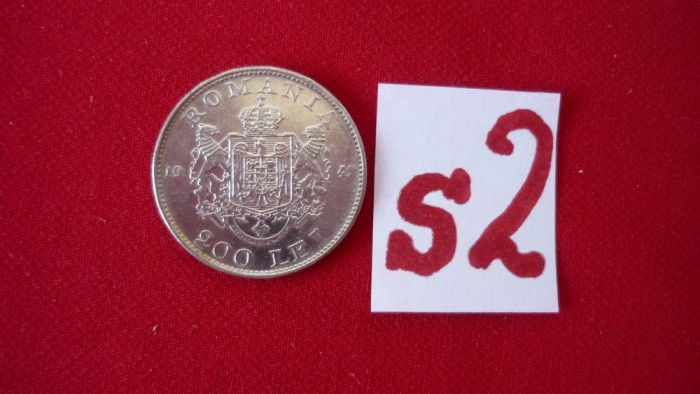 ROMANIA
19
200 LEI
s2